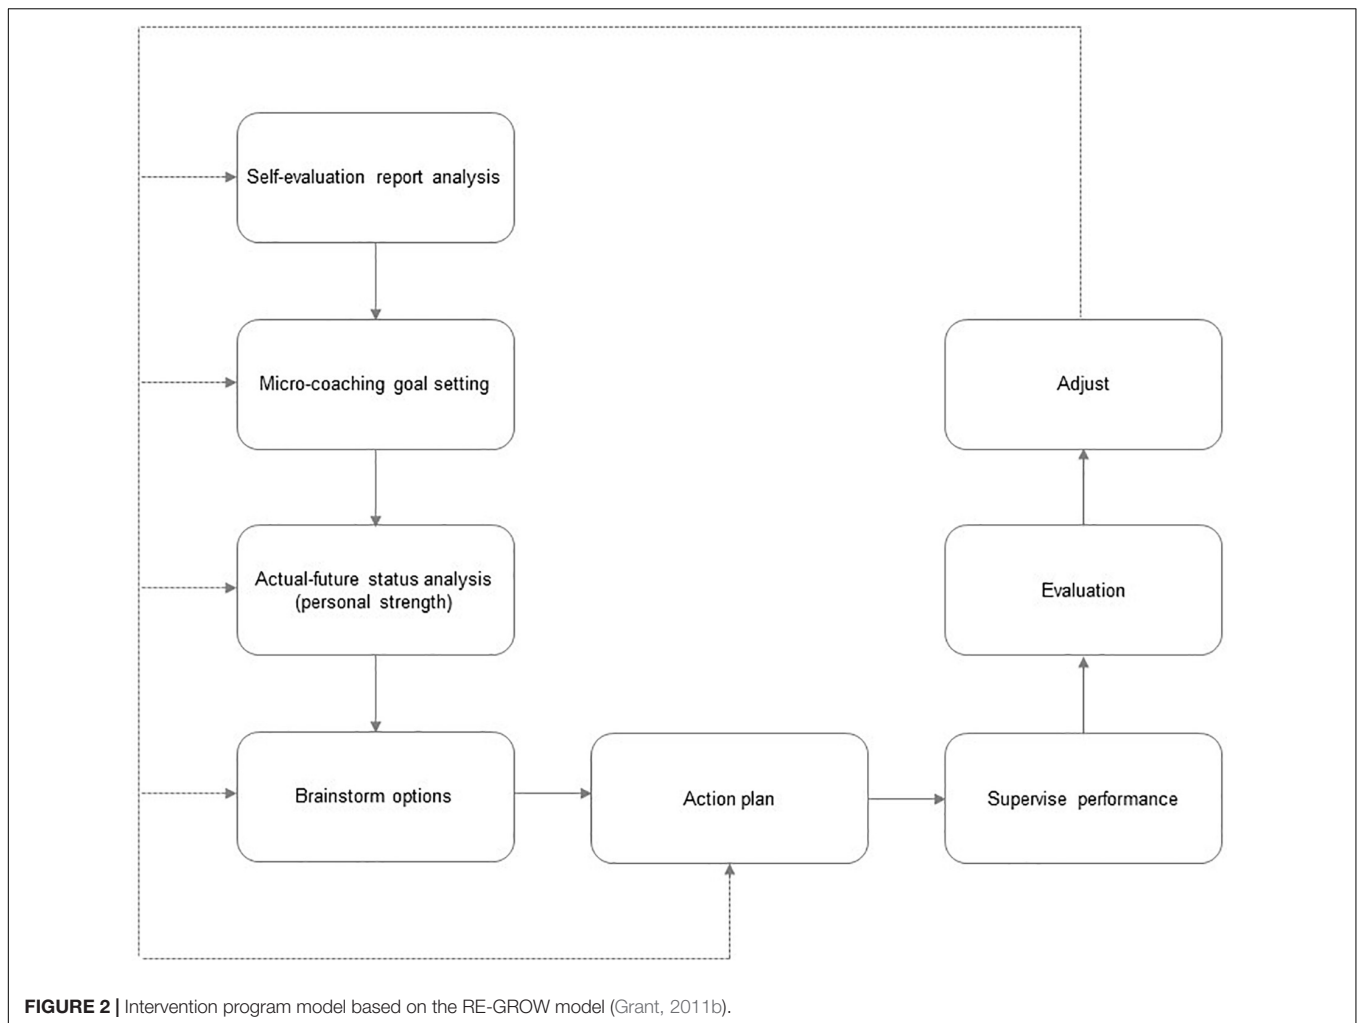 Self-evaluation report analysis
Micro-coaching goal setting
Actual-future status analysis
(personal strength)
Brainstorm options
Action plan
Supervise performance
Evaluation
Adjust
FIGURE 2 | Intervention program model based on the RE-GROW model (Grant, 2011b).